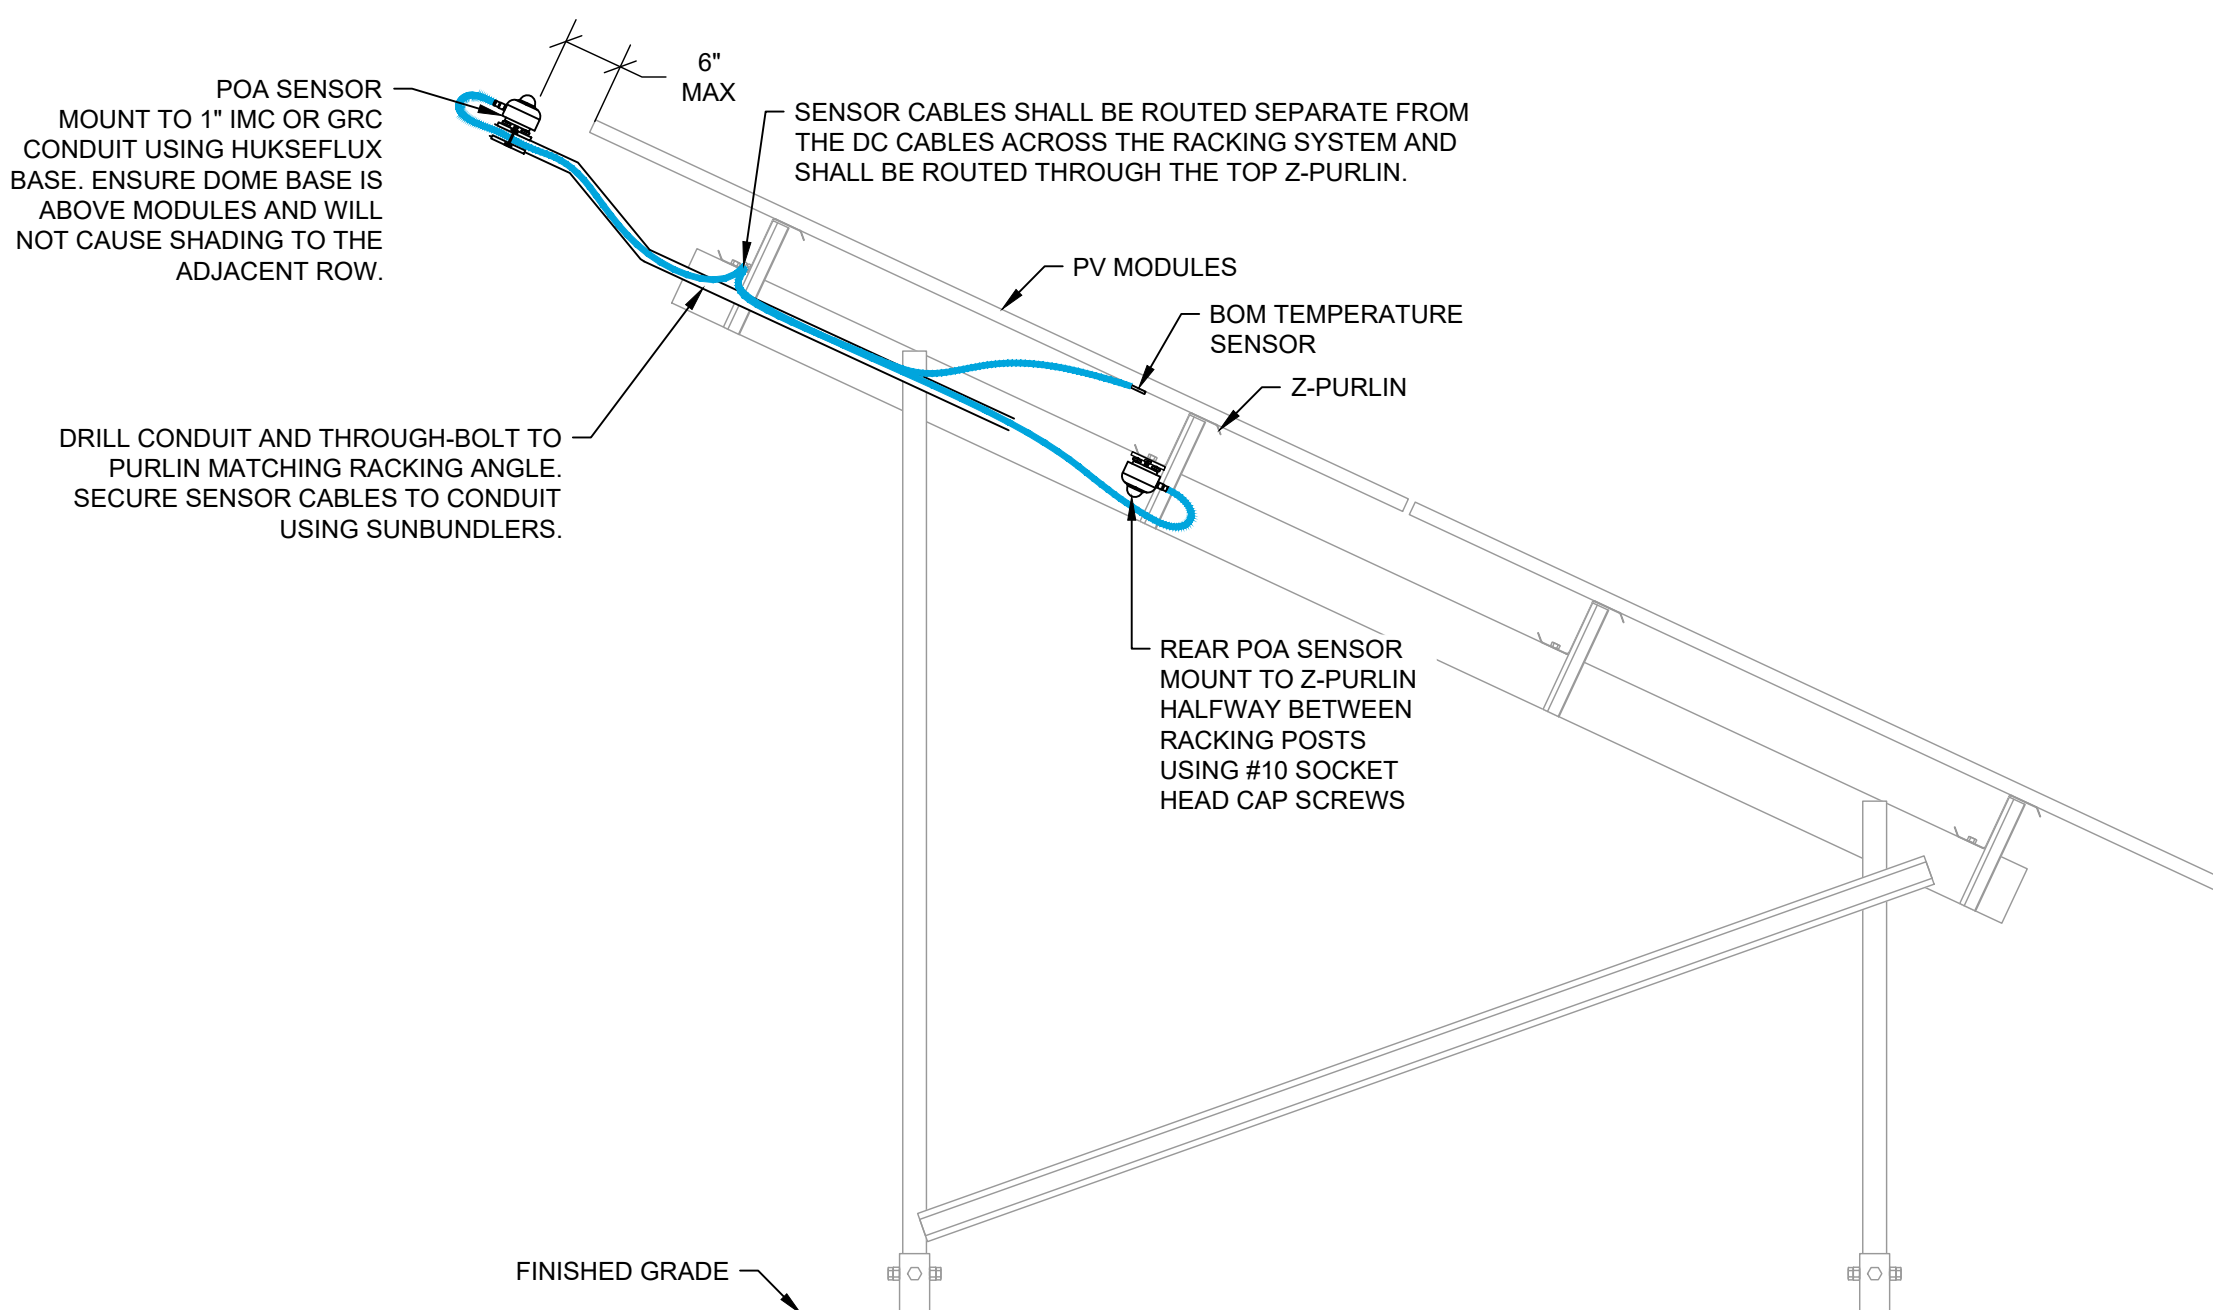 6"
MAX
POA SENSOR
MOUNT TO 1" IMC OR GRC
CONDUIT USING HUKSEFLUX
BASE. ENSURE DOME BASE IS
ABOVE MODULES AND WILL
NOT CAUSE SHADING TO THE
ADJACENT ROW.
SENSOR CABLES SHALL BE ROUTED SEPARATE FROM
THE DC CABLES ACROSS THE RACKING SYSTEM AND
SHALL BE ROUTED THROUGH THE TOP Z-PURLIN.
PV MODULES
BOM TEMPERATURE
SENSOR
Z-PURLIN
DRILL CONDUIT AND THROUGH-BOLT TO
PURLIN MATCHING RACKING ANGLE.
SECURE SENSOR CABLES TO CONDUIT
USING SUNBUNDLERS.
REAR POA SENSOR
MOUNT TO Z-PURLIN
HALFWAY BETWEEN
RACKING POSTS
USING #10 SOCKET
HEAD CAP SCREWS
FINISHED GRADE